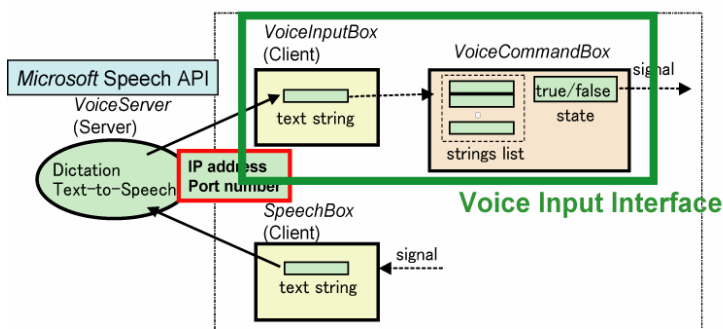 VoiceInputBox
(Client)
VoiceCommandBox
Microsoft Speech API
signal
VoiceServer
(Server)
true/false
text string
state
strings list
Dictation
Text-to-Speech
IP address
Port number
Voice Input Interface
SpeechBox
(Client)
signal
text string